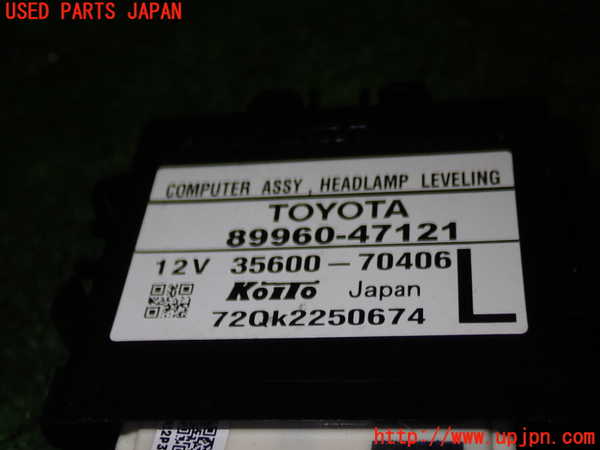 USED PARTS JAPAN
COMPUTER ASSY, HEADLAMP LEVELING
TOYOTA
89960-47121
12V 35600-70406 L
KOITO Japan
72Qk2250674
http://www.upjpn.com